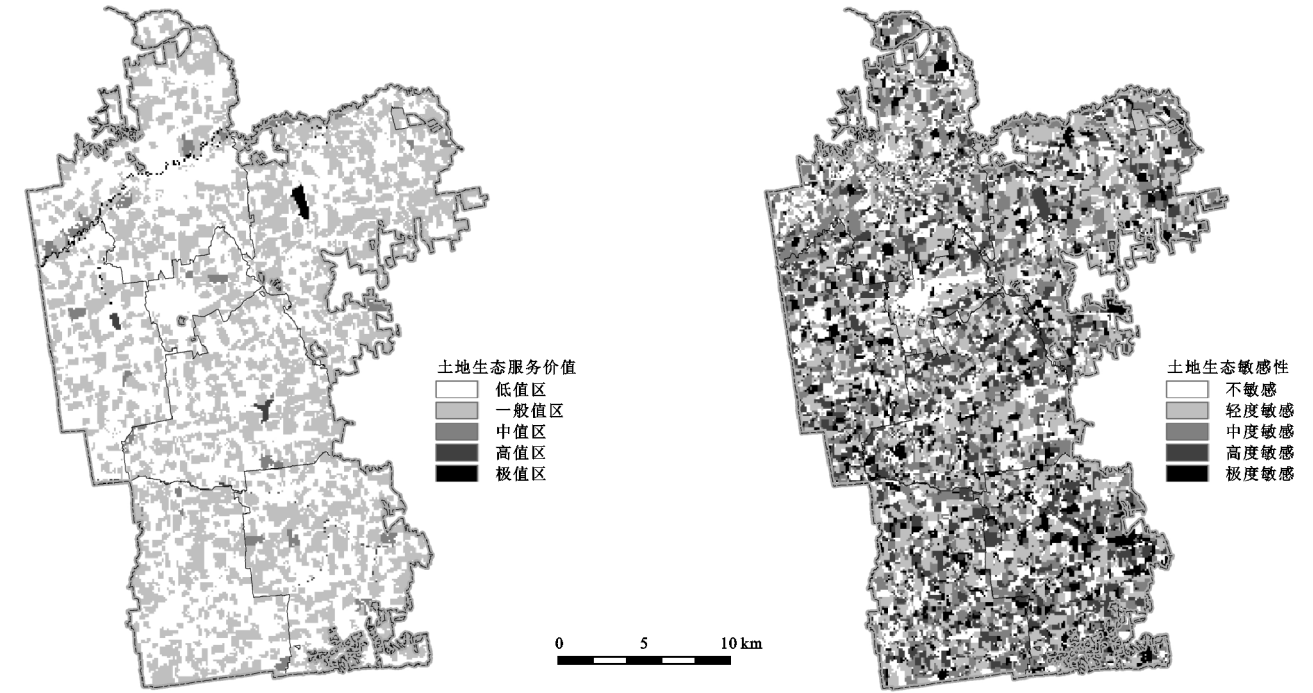 土地生态服务价值
低值区
一般值区
中值区
高值区
极值区
土地生态敏感性
不敏感
轻度敏感
中度敏感
高度敏感
极度敏感
0 5 10 km